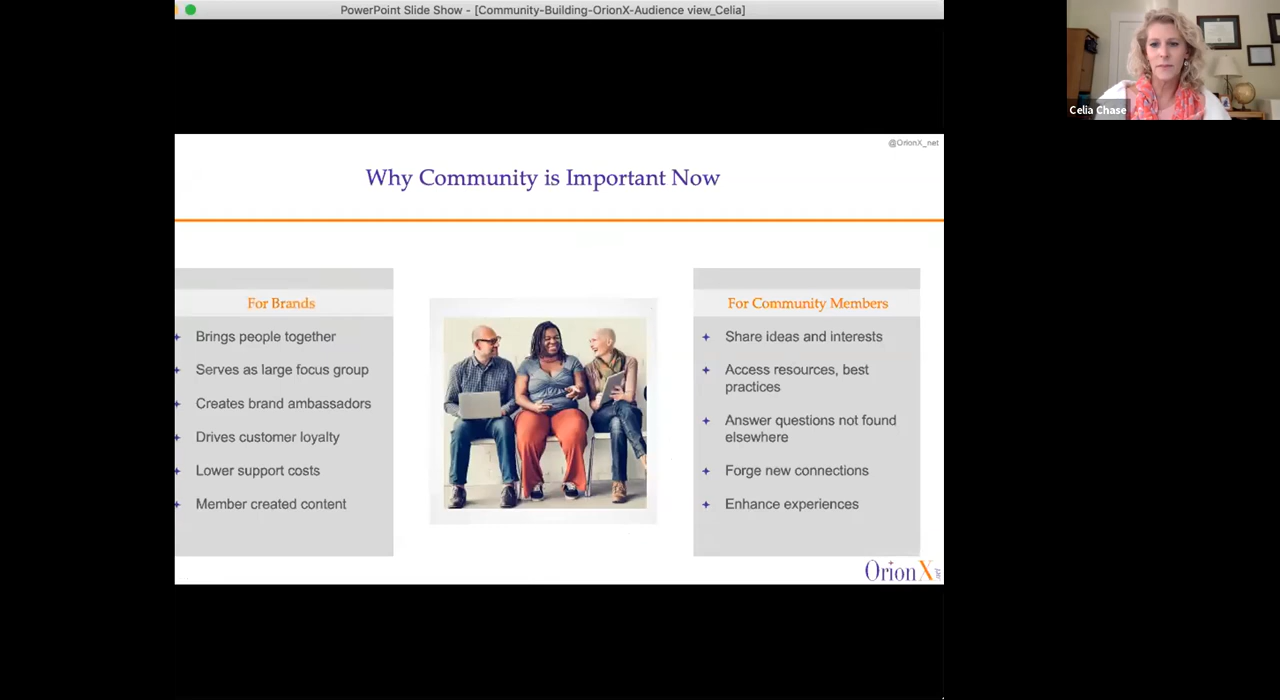 PowerPoint Slide Show - [Community-Building-OrionX-Audience view_Celia]
Celia Chase
@OrionX_net
Why Community is Important Now
For Brands
Brings people together
Serves as large focus group
Creates brand ambassadors
Drives customer loyalty
Lower support costs
Member created content
For Community Members
Share ideas and interests
Access resources, best
practices
Answer questions not found
elsewhere
Forge new connections
Enhance experiences
OrionX
.net